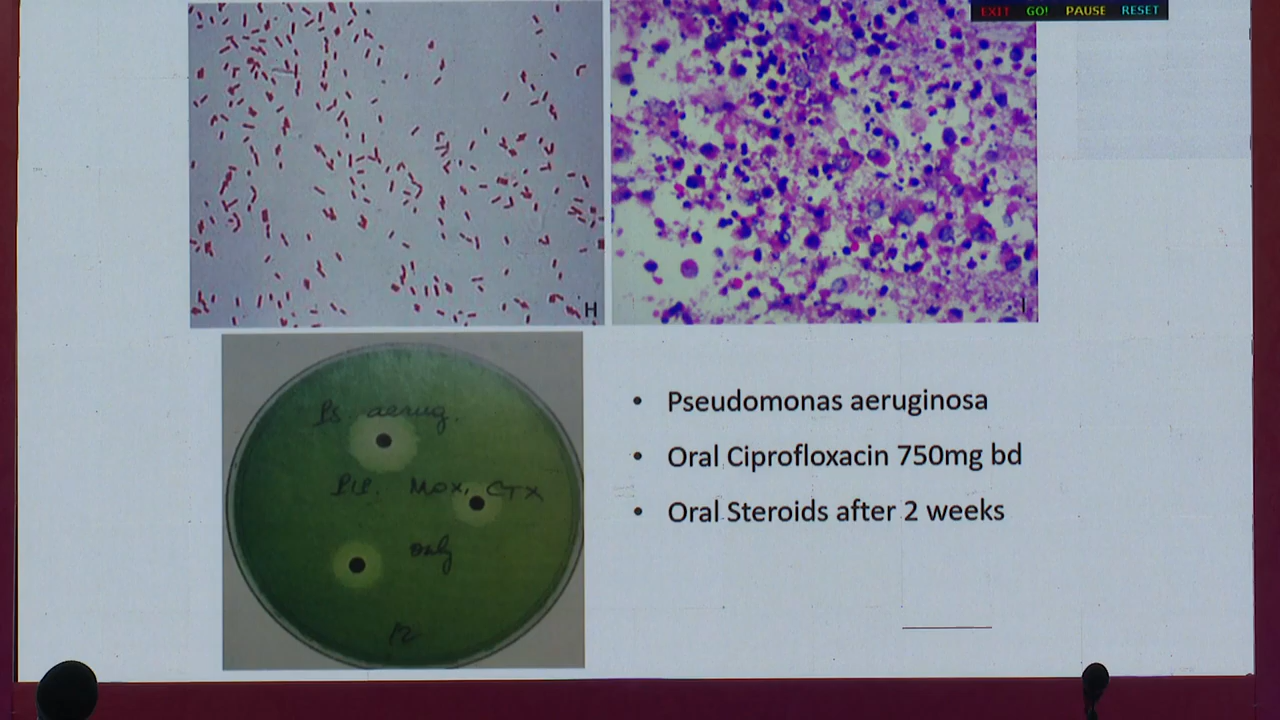 EXIT GO! PAUSE RESET
H
I
Ps. aerug.
PIP. MOX, CTX
only
• Pseudomonas aeruginosa
• Oral Ciprofloxacin 750mg bd
• Oral Steroids after 2 weeks